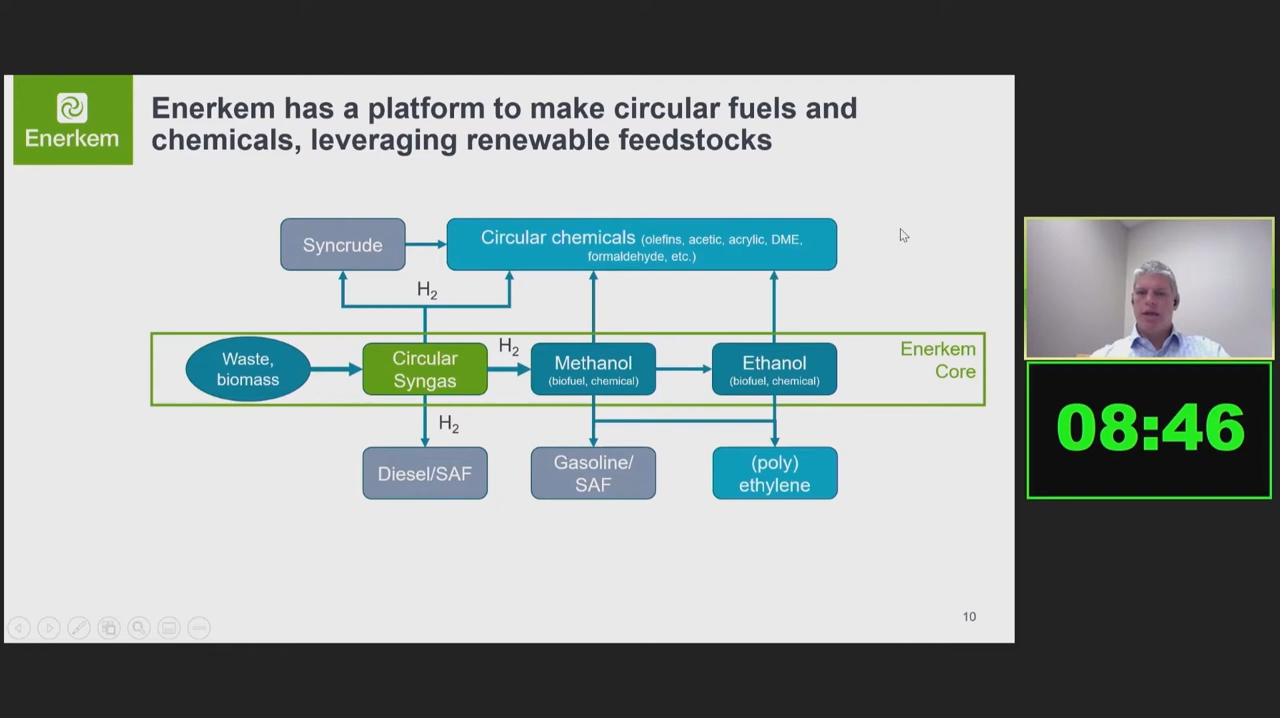 Enerkem
Enerkem has a platform to make circular fuels and
chemicals, leveraging renewable feedstocks
Syncrude
Circular chemicals (olefins, acetic, acrylic, DME,
formaldehyde, etc.)
H₂
Waste,
biomass
Circular
Syngas
H₂
Methanol
(biofuel, chemical)
Ethanol
(biofuel, chemical)
Enerkem
Core
H₂
Diesel/SAF
Gasoline/
SAF
(poly)
ethylene
10
08:46